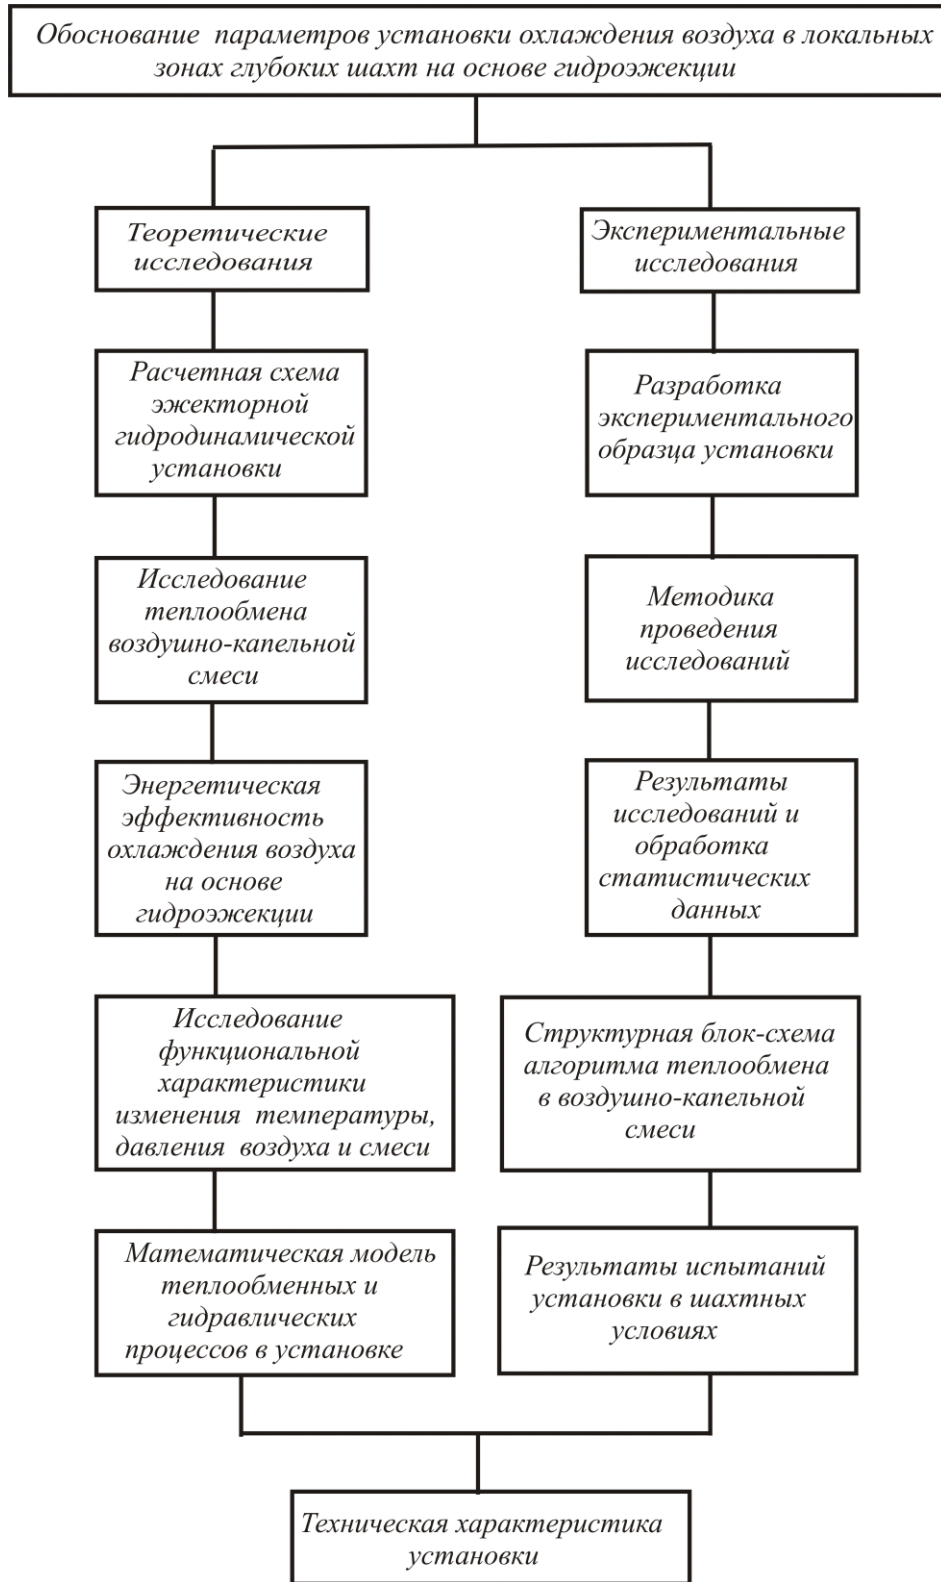 Обоснование параметров установки охлаждения воздуха в локальных
зонах глубоких шахт на основе гидроэжекции
Теоретические
исследования
Расчетная схема
эжекторной
гидродинамической
установки
Исследование
теплообмена
воздушно-капельной
смеси
Энергетическая
эффективность
охлаждения воздуха
на основе
гидроэжекции
Исследование
функциональной
характеристики
изменения температуры,
давления воздуха и смеси
Математическая модель
теплообменных и
гидравлических
процессов в установке
Экспериментальные
исследования
Разработка
экспериментального
образца установки
Методика
проведения
исследований
Результаты
исследований и
обработка
статистических
данных
Структурная блок-схема
алгоритма теплообмена
в воздушно-капельной
смеси
Результаты испытаний
установки в шахтных
условиях
Техническая характеристика
установки